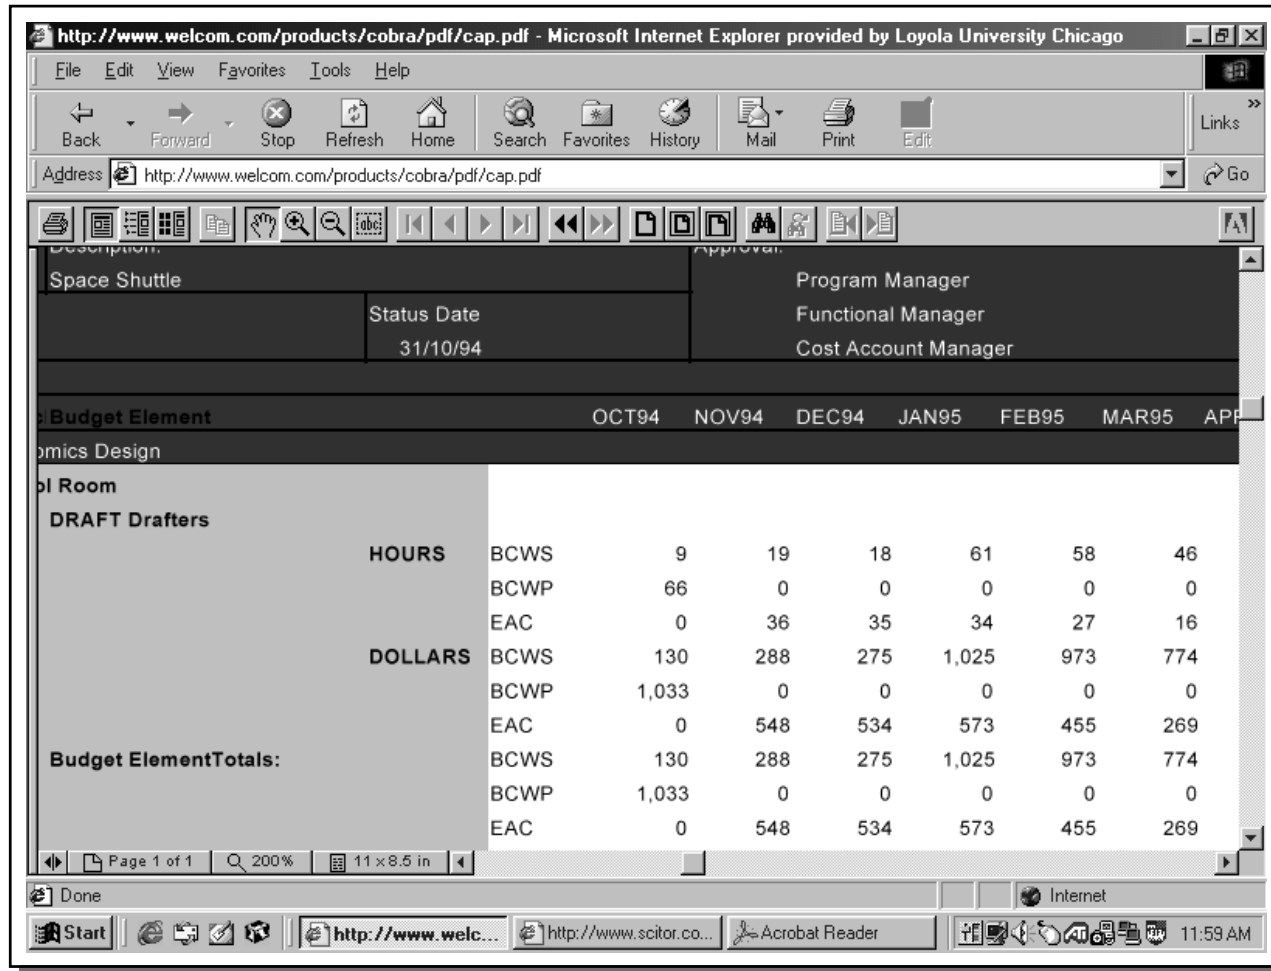 http://www.welcom.com/products/cobra/pdf/cap.pdf - Microsoft Internet Explorer provided by Loyola University Chicago
File Edit View Favorites Tools Help
Back Forward Stop Refresh Home Search Favorites History Mail Print Edit Links »
Address http://www.welcom.com/products/cobra/pdf/cap.pdf Go
Description: Approval:
Space Shuttle Program Manager
Status Date Functional Manager
31/10/94 Cost Account Manager
Budget Element OCT94 NOV94 DEC94 JAN95 FEB95 MAR95 APR
omics Design
ol Room
DRAFT Drafters
HOURS BCWS 9 19 18 61 58 46
BCWP 66 0 0 0 0 0
EAC 0 36 35 34 27 16
DOLLARS BCWS 130 288 275 1,025 973 774
BCWP 1,033 0 0 0 0 0
EAC 0 548 534 573 455 269
Budget ElementTotals: BCWS 130 288 275 1,025 973 774
BCWP 1,033 0 0 0 0 0
EAC 0 548 534 573 455 269
Page 1 of 1 200% 11 x 8.5 in
Done Internet
Start http://www.welc... http://www.scitor.co... Acrobat Reader 11:59 AM